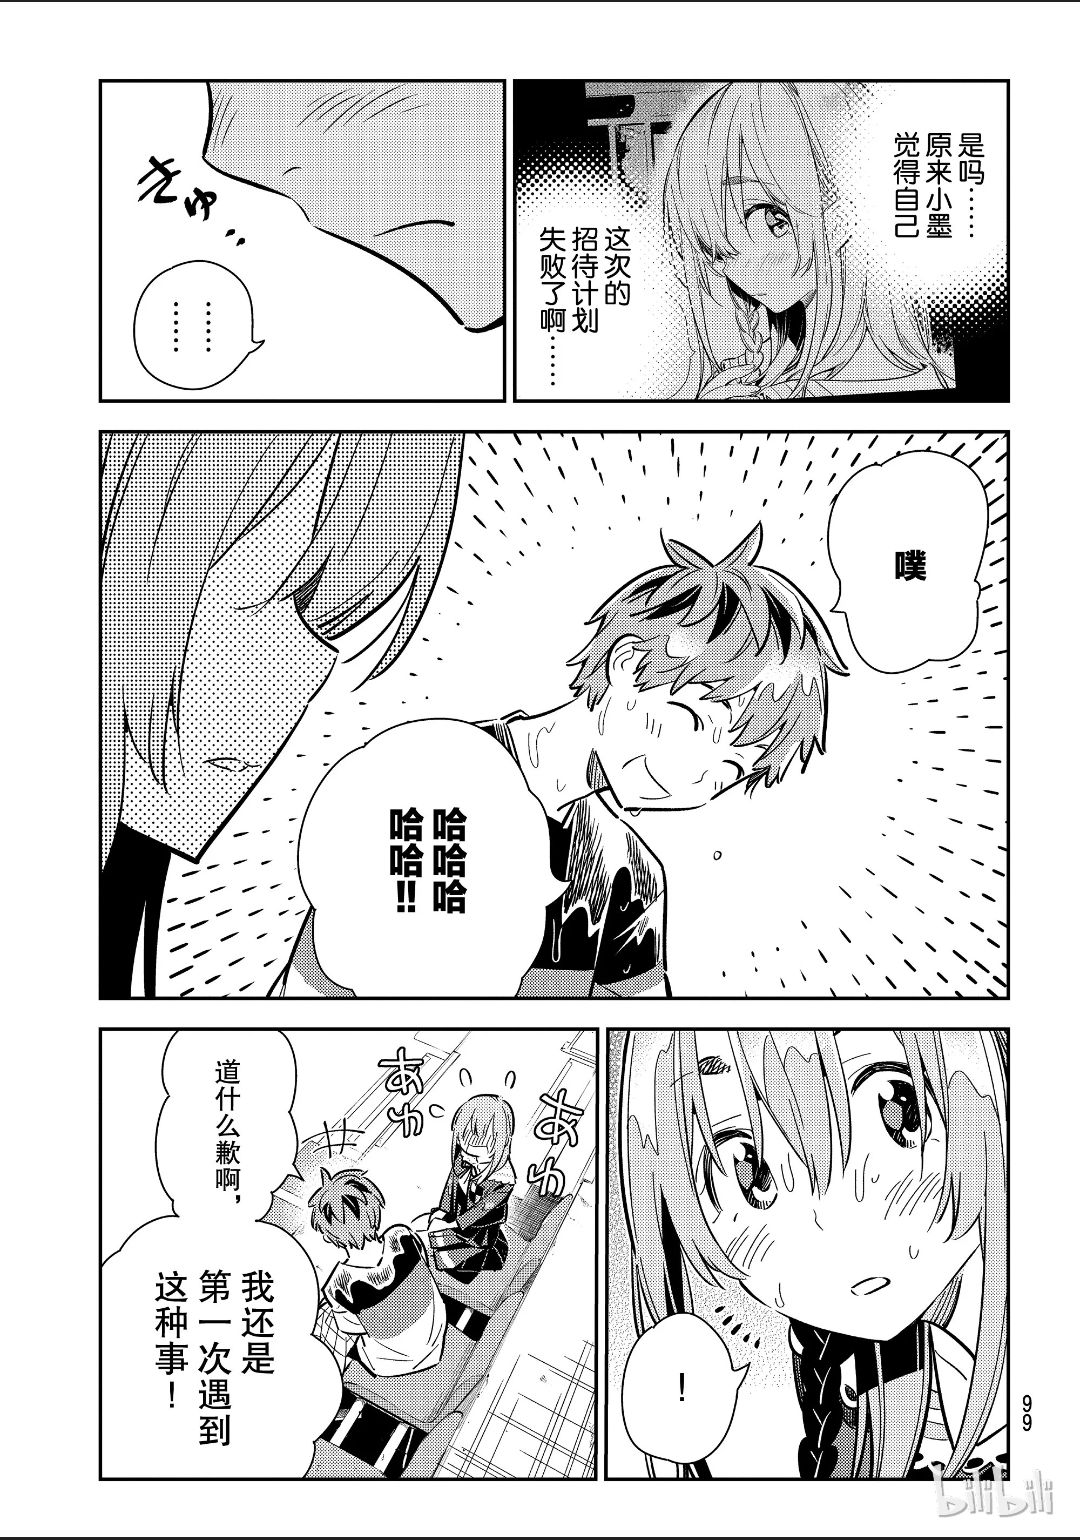 是吗……
原来小墨
觉得自己
这次的
招待计划
失败了啊……
きゅ…
……
噗
哈哈哈
哈哈!!
！
あゎ
あゎ
道什么歉啊，
我还是
第一次遇到
这种事！
99
bilibili